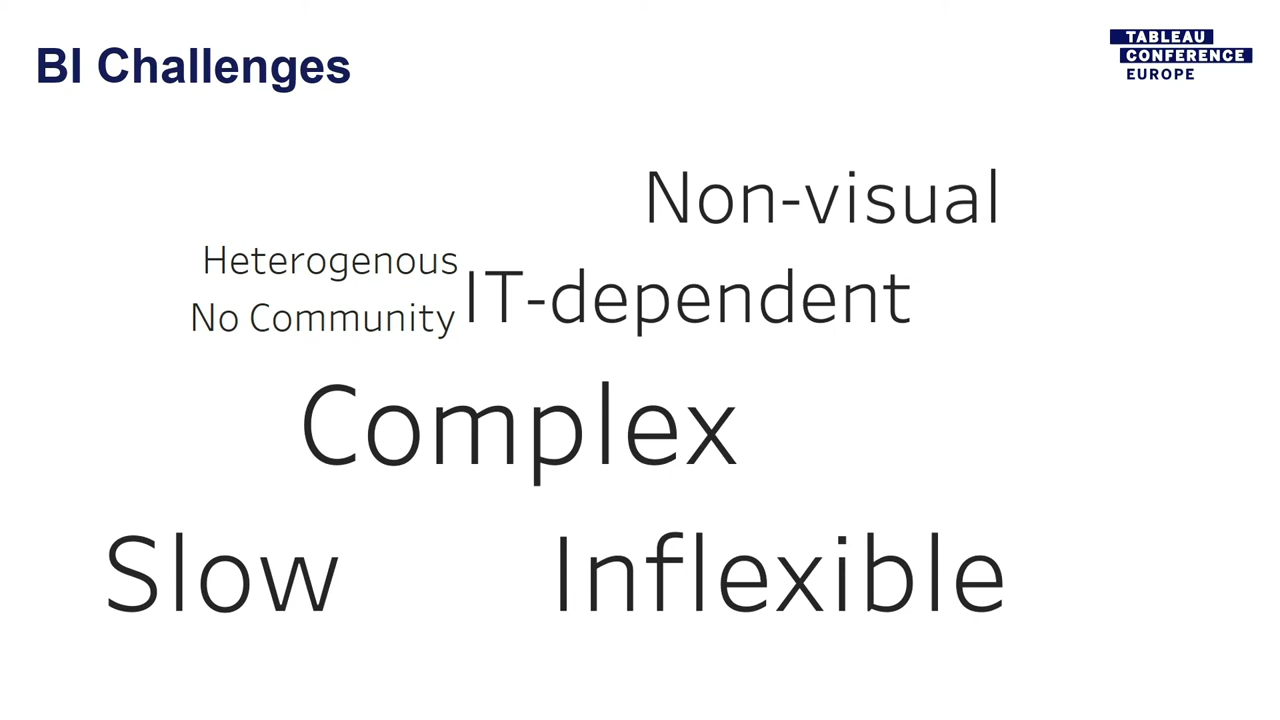 BI Challenges
TABLEAU
CONFERENCE
EUROPE
Non-visual
Heterogenous
IT-dependent
No Community
Complex
Slow
Inflexible